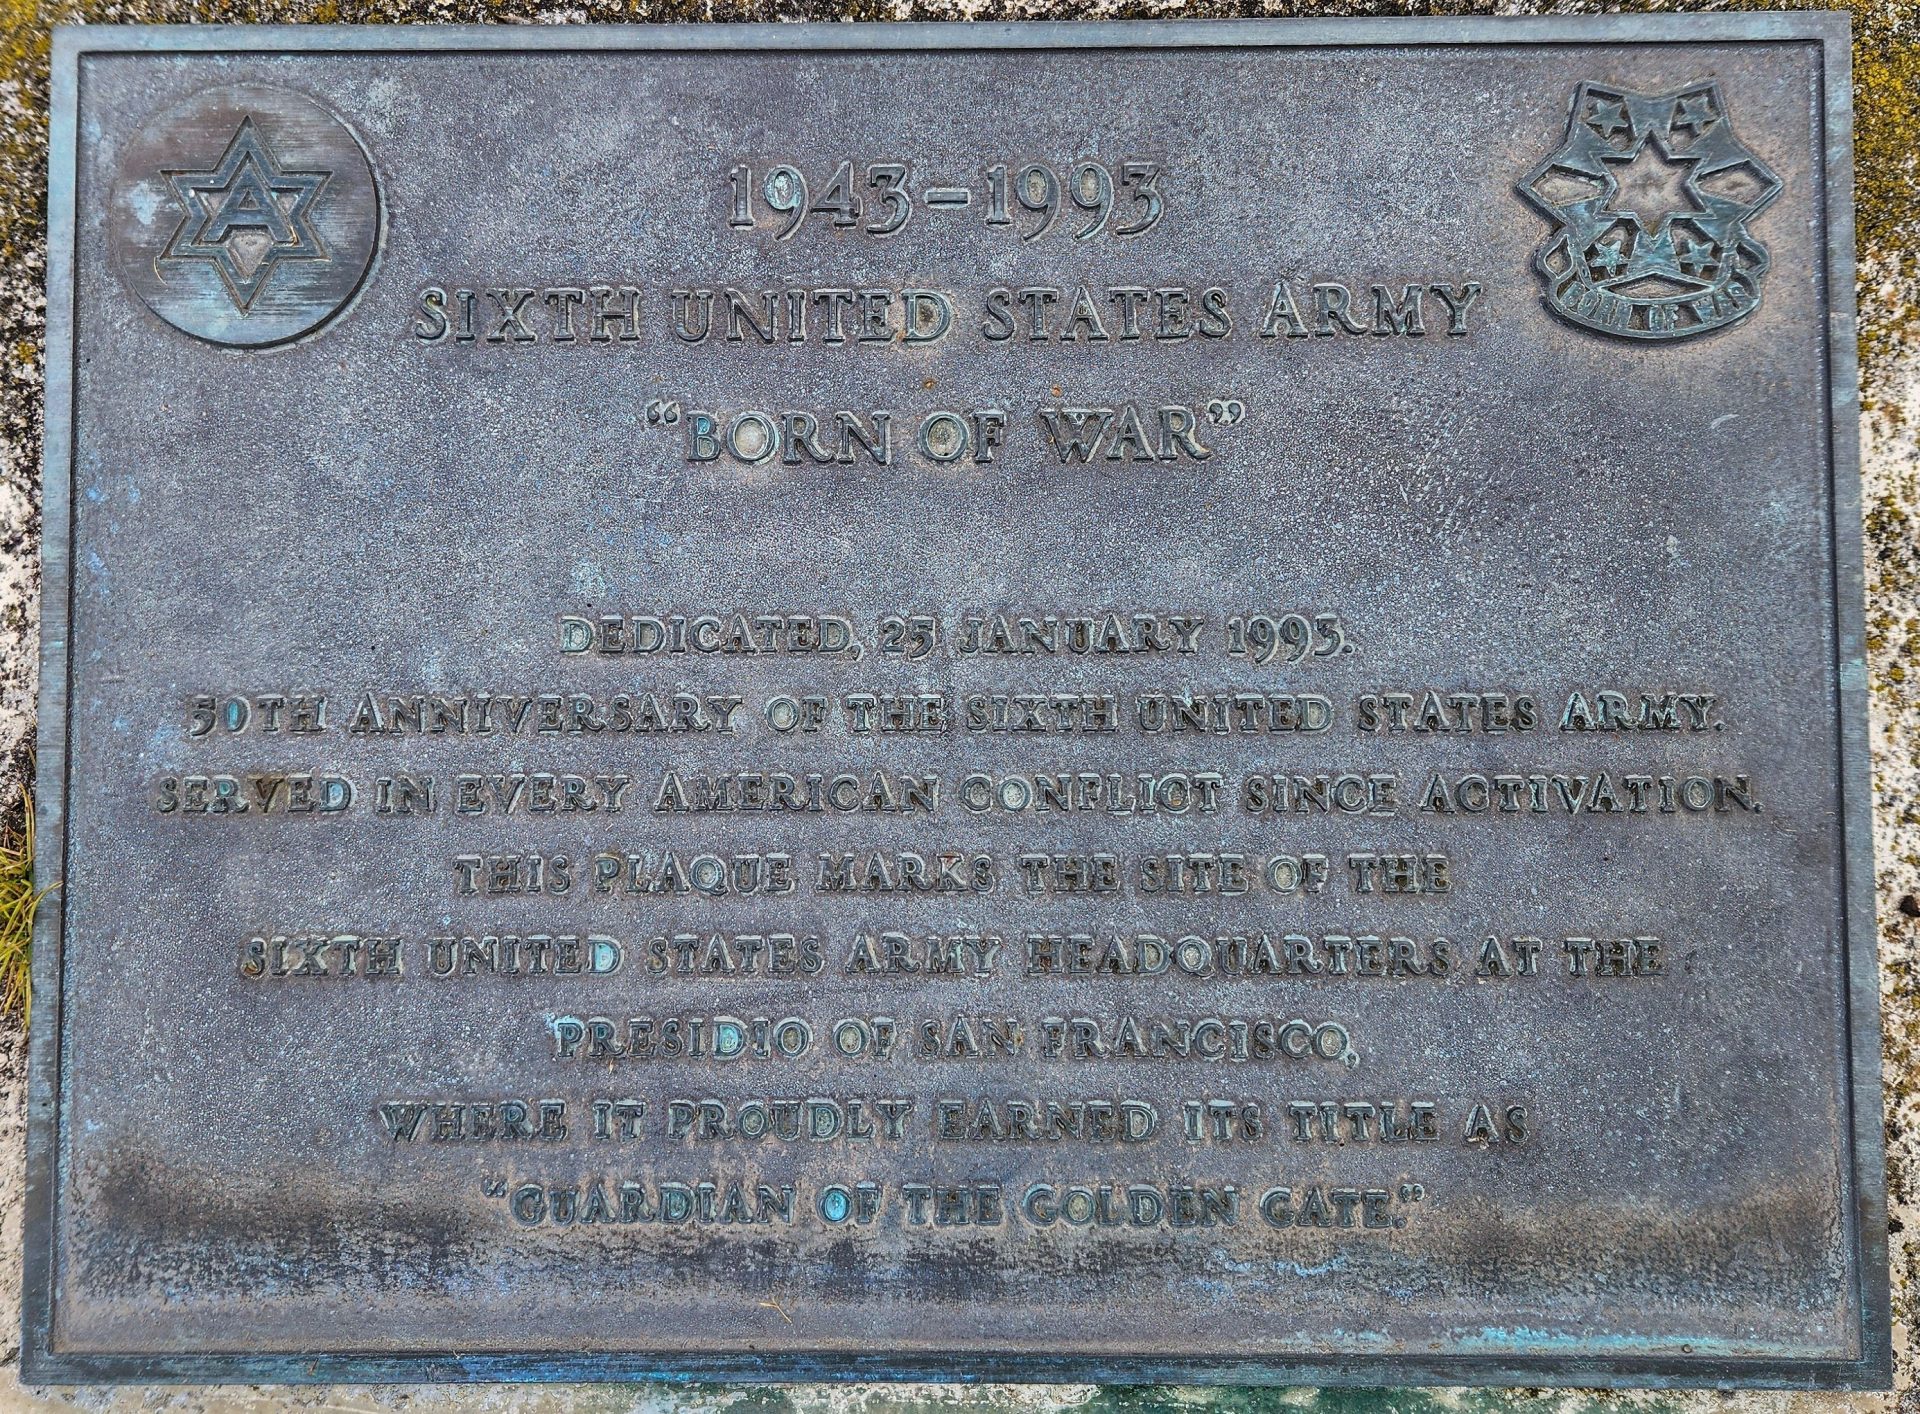 A
1943-1993
SIXTH UNITED STATES ARMY
"BORN OF WAR"
BORN OF WAR
DEDICATED, 25 JANUARY 1993.
50TH ANNIVERSARY OF THE SIXTH UNITED STATES ARMY.
SERVED IN EVERY AMERICAN CONFLICT SINCE ACTIVATION.
THIS PLAQUE MARKS THE SITE OF THE
SIXTH UNITED STATES ARMY HEADQUARTERS AT THE
PRESIDIO OF SAN FRANCISCO,
WHERE IT PROUDLY EARNED ITS TITLE AS
"GUARDIAN OF THE GOLDEN GATE."